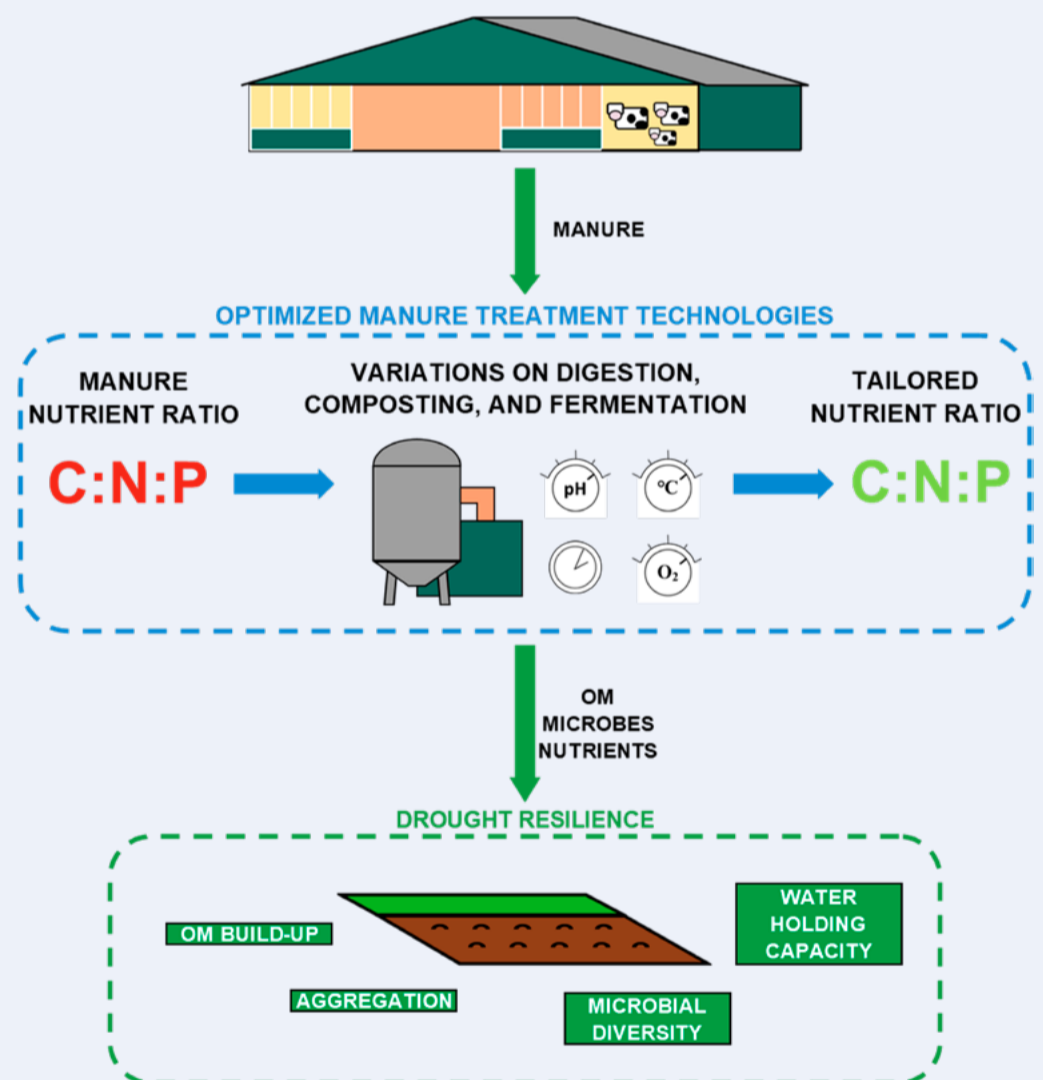 MANURE
OPTIMIZED MANURE TREATMENT TECHNOLOGIES
MANURE
NUTRIENT RATIO
C:N:P
VARIATIONS ON DIGESTION,
COMPOSTING, AND FERMENTATION
pH
°C
O₂
TAILORED
NUTRIENT RATIO
C:N:P
OM
MICROBES
NUTRIENTS
DROUGHT RESILIENCE
OM BUILD-UP
AGGREGATION
MICROBIAL
DIVERSITY
WATER
HOLDING
CAPACITY